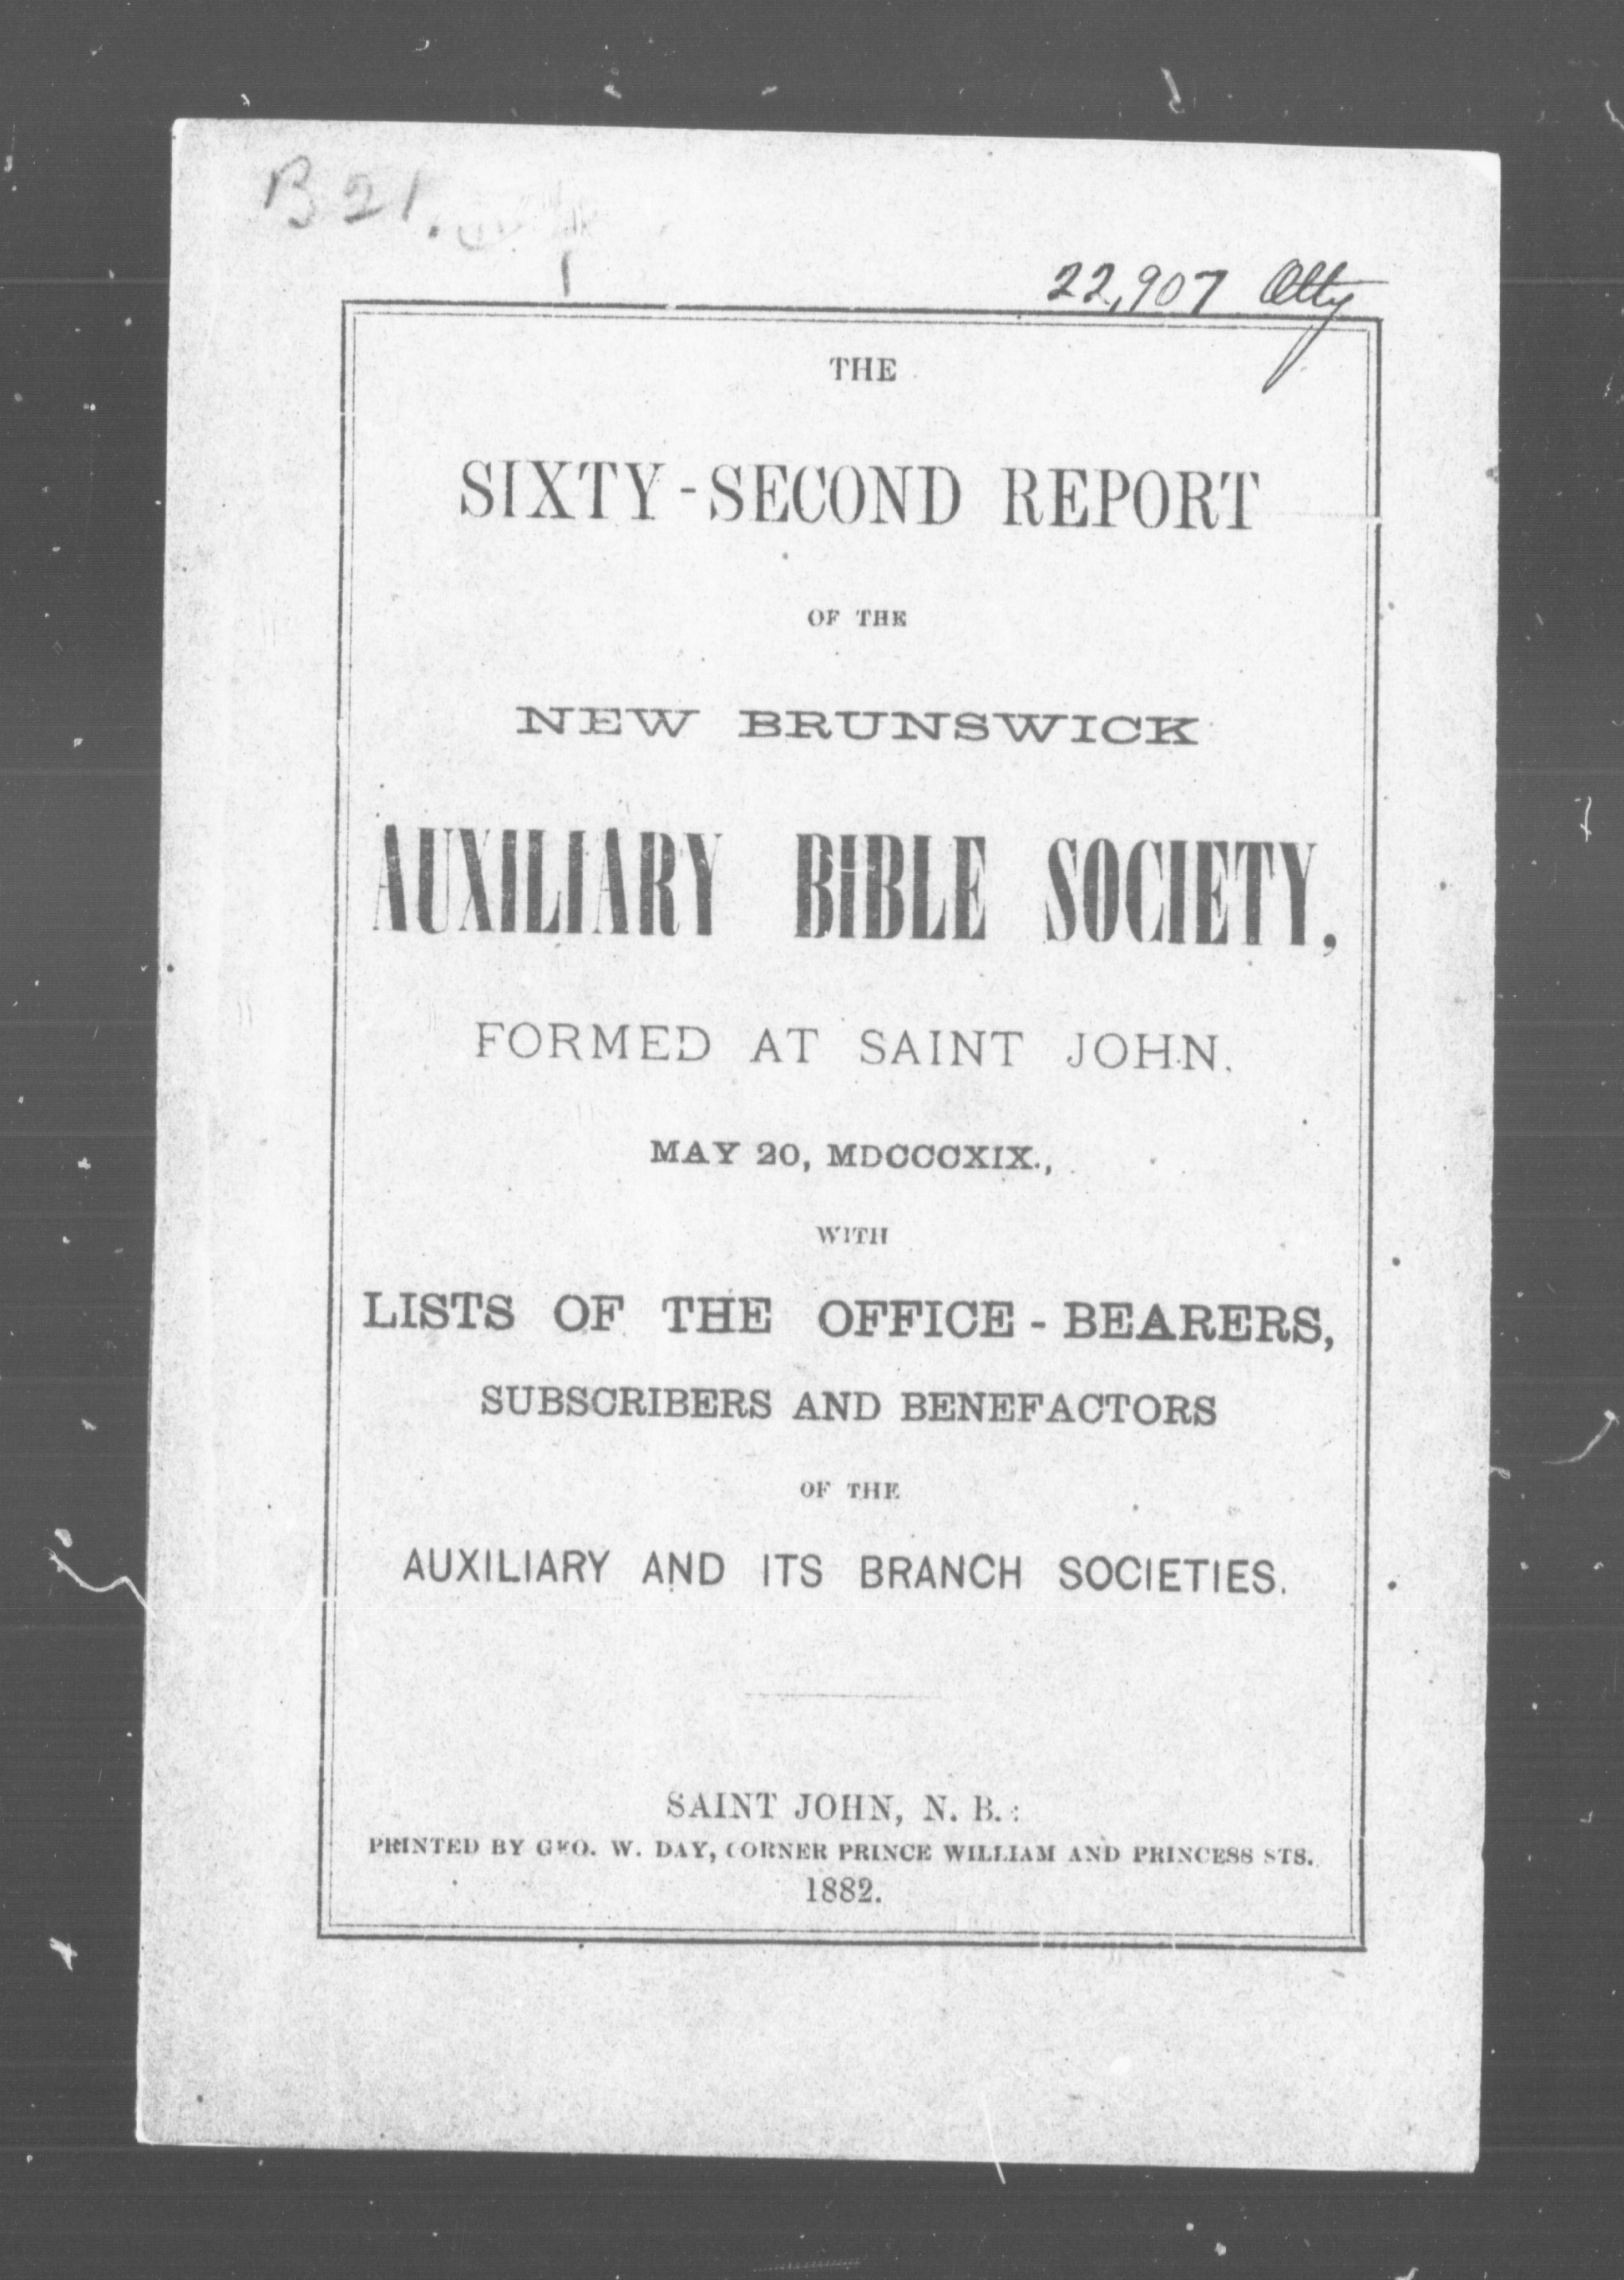 B 21.
22,907
THE
SIXTY-SECOND REPORT
OF THE
NEW BRUNSWICK
AUXILIARY BIBLE SOCIETY,
FORMED AT SAINT JOHN,
MAY 20, MDCCCXIX.,
WITH
LISTS OF THE OFFICE-BEARERS,
SUBSCRIBERS AND BENEFACTORS
OF THE
AUXILIARY AND ITS BRANCH SOCIETIES.
SAINT JOHN, N. B.:
PRINTED BY GEO. W. DAY, CORNER PRINCE WILLIAM AND PRINCESS STS.
1882.